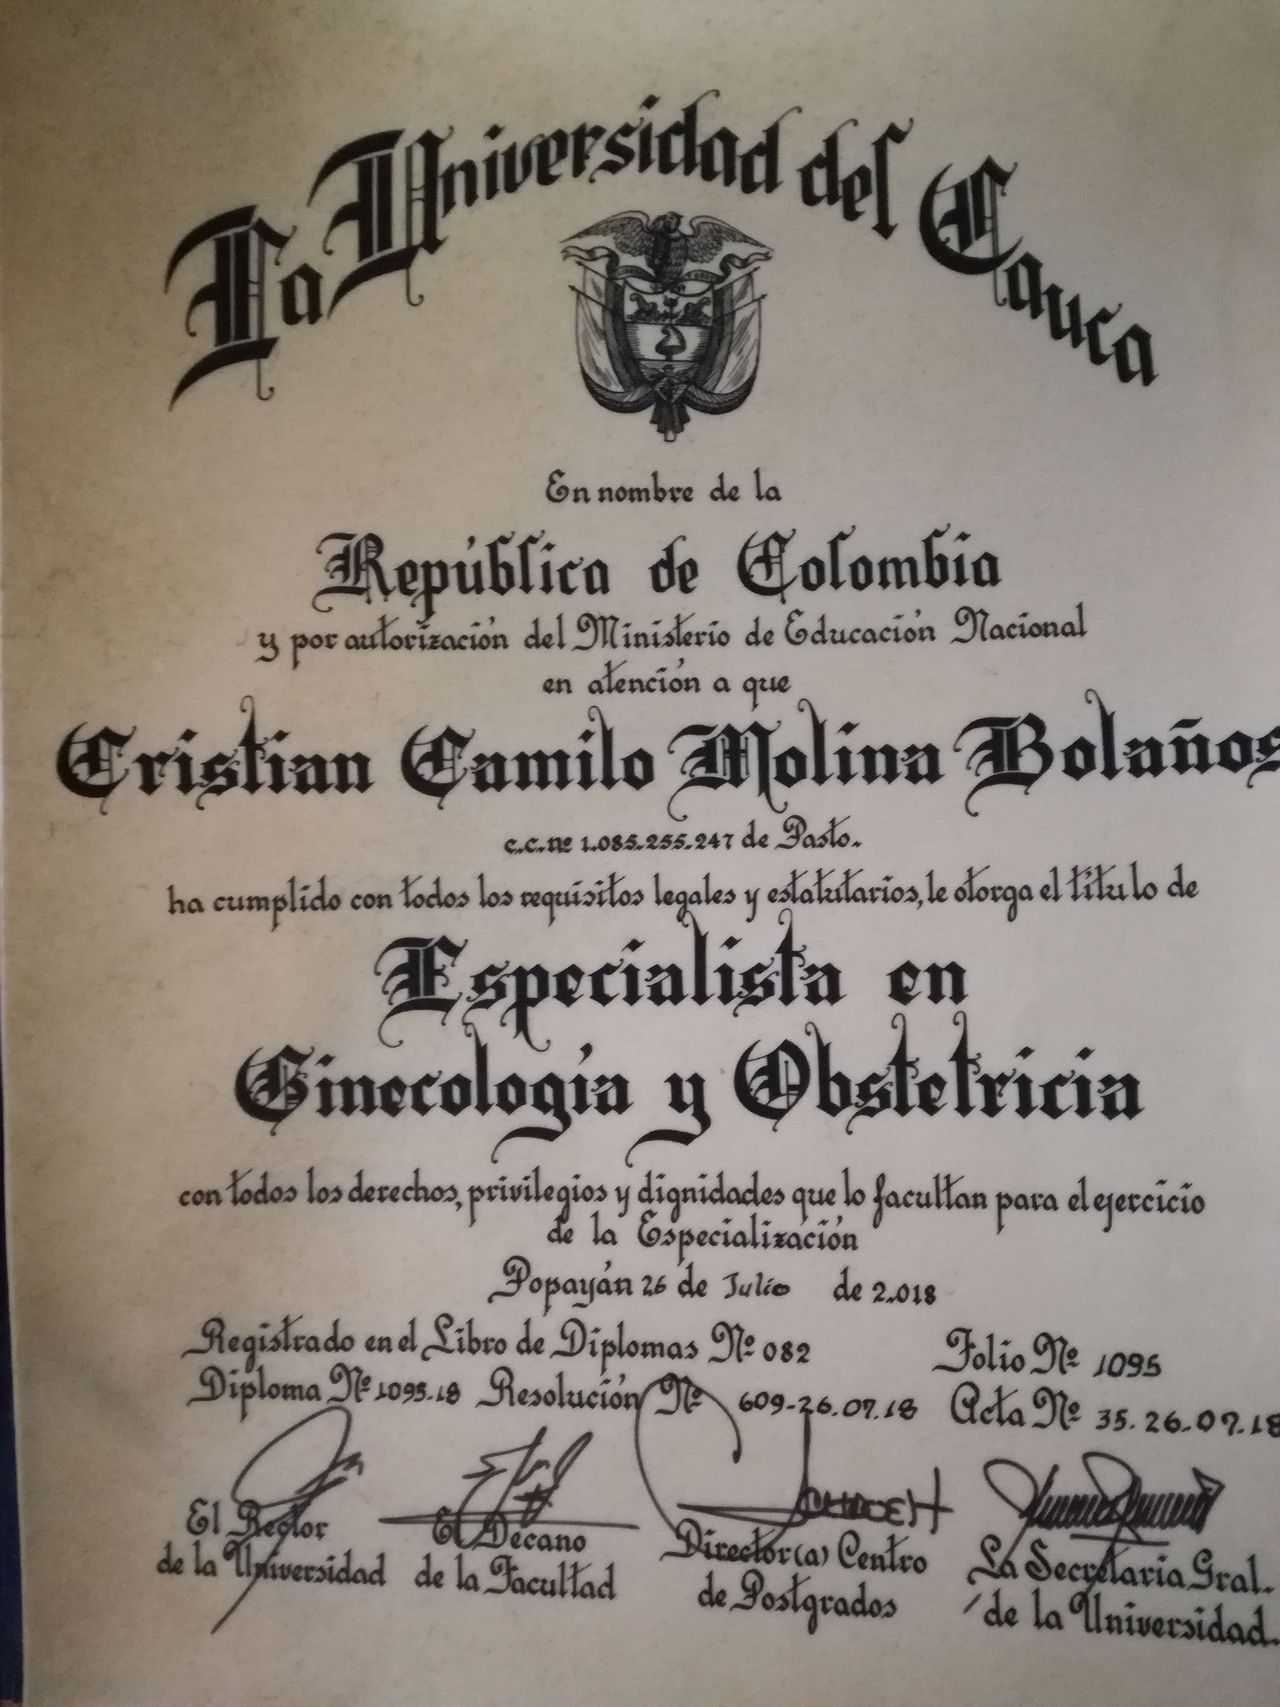 La Universidad del Cauca
En nombre de la
República de Colombia
y por autorización del Ministerio de Educación Nacional
en atención a que
Cristian Camilo Molina Bolaños
c.c.nº 1.085.255.247 de Pasto.
ha cumplido con todos los requisitos legales y estatutarios, le otorga el título de
Especialista en
Ginecología y Obstetricia
con todos los derechos, privilegios y dignidades que lo facultan para el ejercicio
de la Especialización
Popayán 26 de Julio de 2.018
Registrado en el Libro de Diplomas Nº 082 Folio Nº 1095
Diploma Nº 1095-18 Resolución Nº 609-26.07.18 Acta Nº 35.26-07.18
El Rector El Decano Director(a) Centro La Secretaria Gral.
de la Universidad de la Facultad de Postgrados de la Universidad.